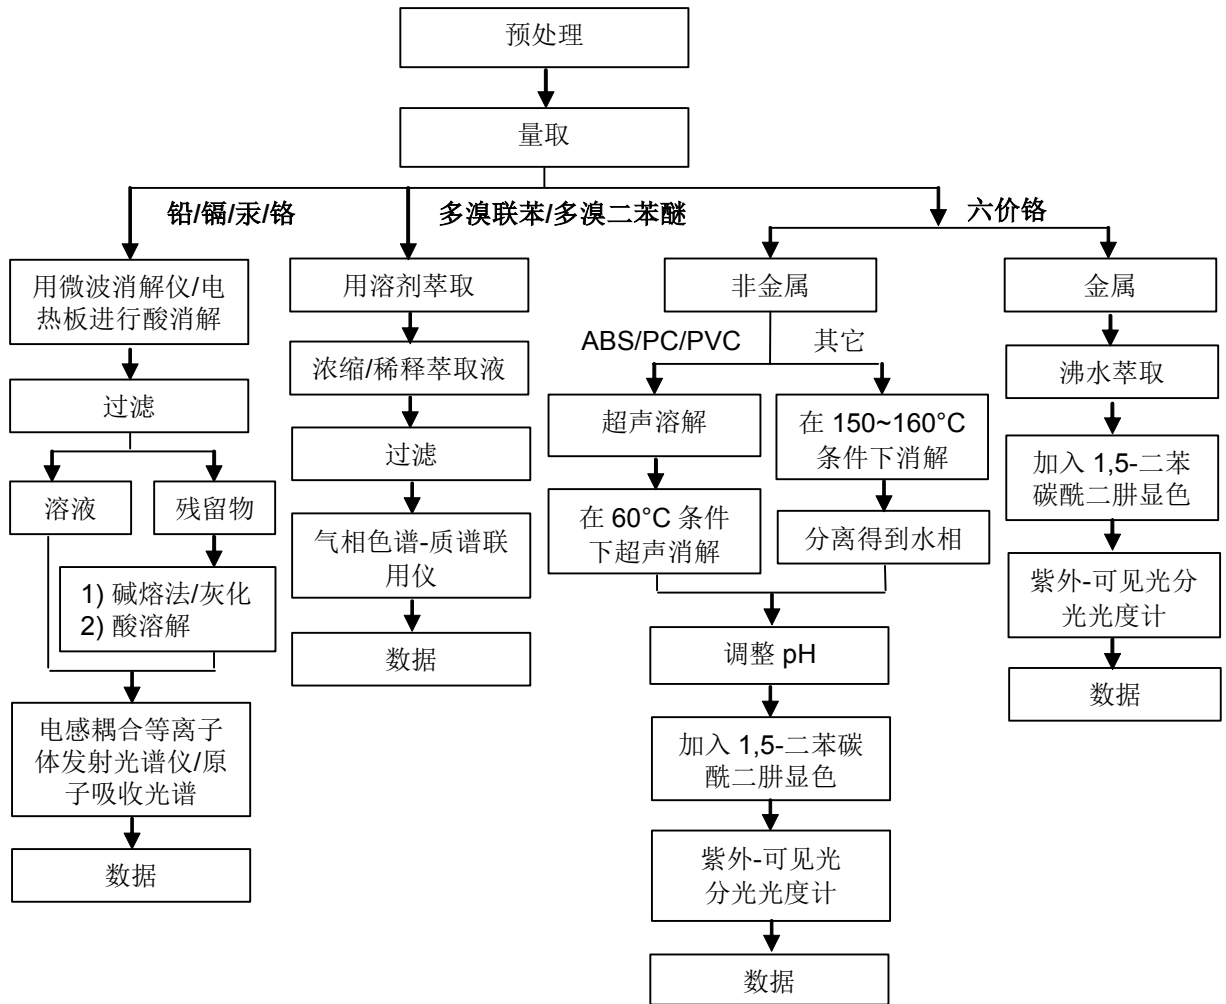 预处理
量取
铅/镉/汞/铬
多溴联苯/多溴二苯醚
六价铬
用微波消解仪/电
热板进行酸消解
过滤
溶液
残留物
1) 碱熔法/灰化
2) 酸溶解
电感耦合等离子
体发射光谱仪/原
子吸收光谱
数据
用溶剂萃取
浓缩/稀释萃取液
过滤
气相色谱-质谱联
用仪
数据
非金属
ABS/PC/PVC
其它
超声溶解
在 60°C 条件
下超声消解
在 150~160°C
条件下消解
分离得到水相
调整 pH
加入 1,5-二苯碳
酰二肼显色
紫外-可见光
分光光度计
数据
金属
沸水萃取
加入 1,5-二苯
碳酰二肼显色
紫外-可见光分
光光度计
数据